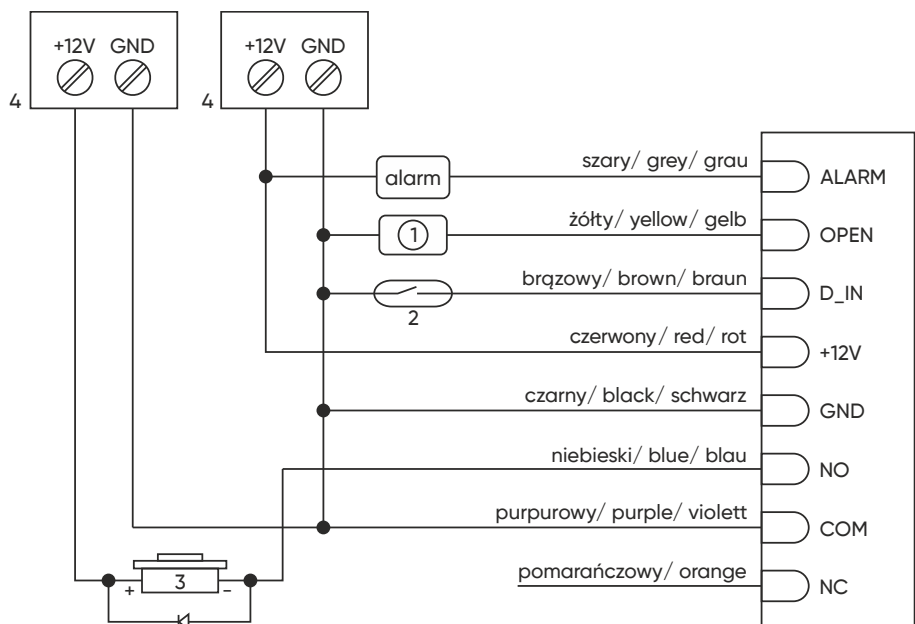 +12V GND
4
+12V GND
4
alarm
szary/ grey/ grau
ALARM
1
żółty/ yellow/ gelb
OPEN
2
brązowy/ brown/ braun
D_IN
czerwony/ red/ rot
+12V
czarny/ black/ schwarz
GND
niebieski/ blue/ blau
NO
purpurowy/ purple/ violett
COM
pomarańczowy/ orange
NC
+ 3 -